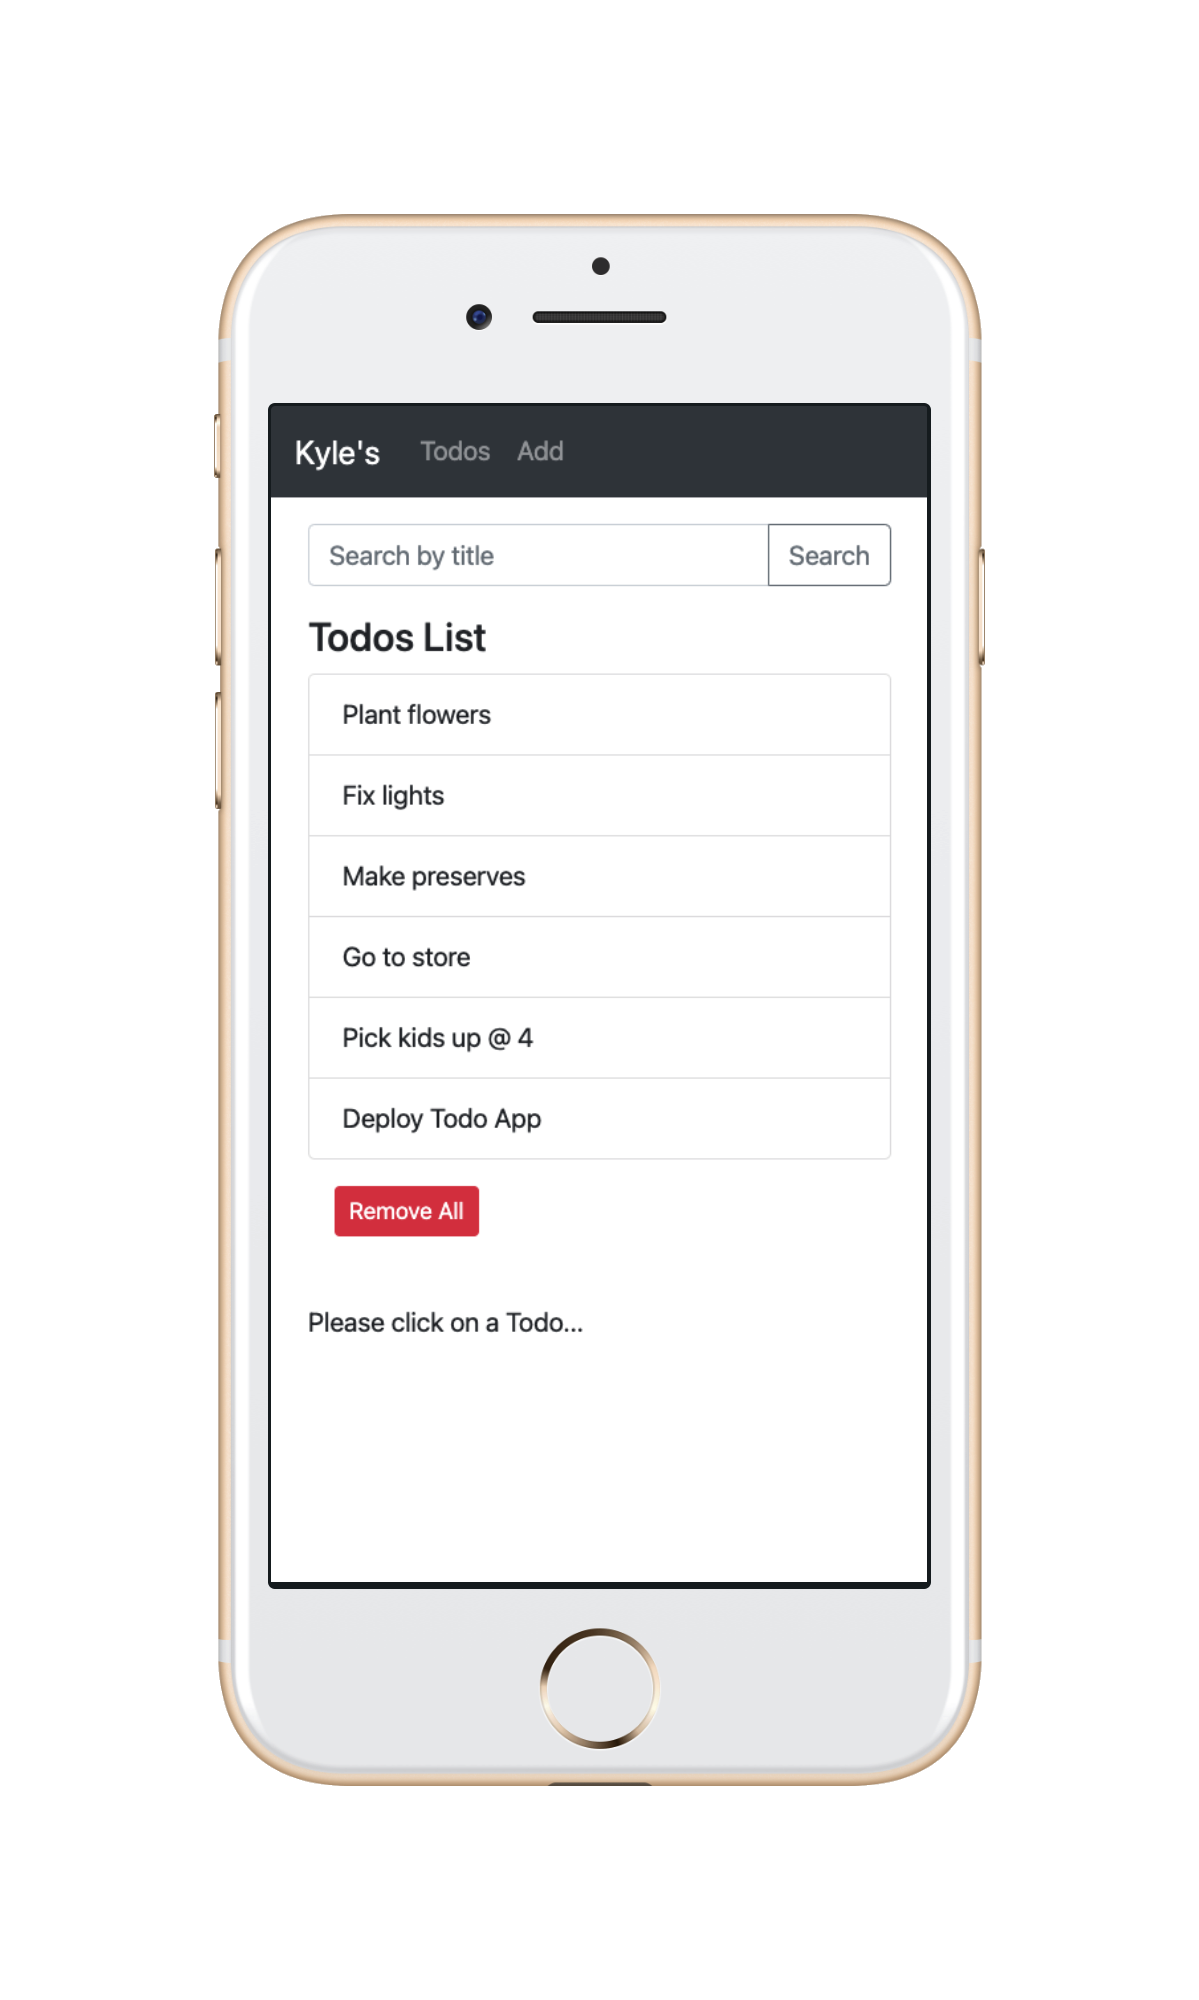 Kyle's Todos Add
Search by title Search
Todos List
Plant flowers
Fix lights
Make preserves
Go to store
Pick kids up @ 4
Deploy Todo App
Remove All
Please click on a Todo...